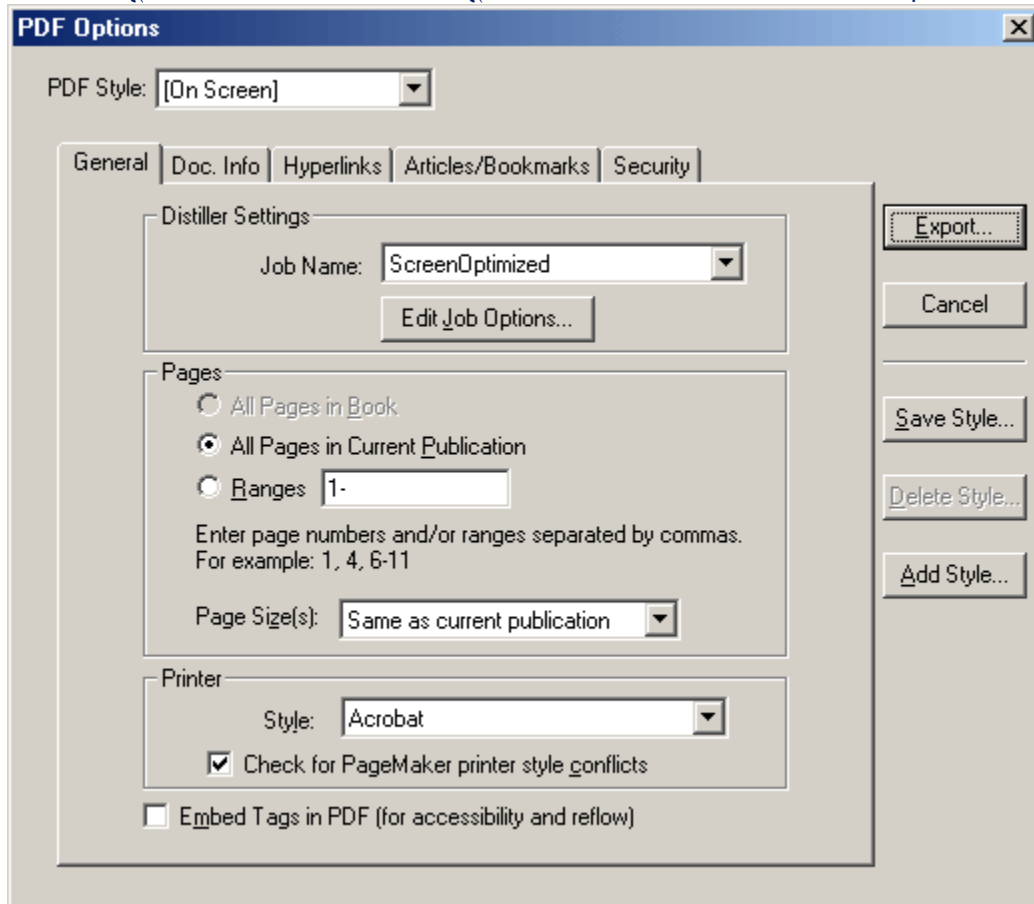 PDF Options
PDF Style: [On Screen]
General Doc. Info Hyperlinks Articles/Bookmarks Security
Distiller Settings
Job Name: ScreenOptimized
Edit Job Options...
Pages
All Pages in Book
All Pages in Current Publication
Ranges 1-
Enter page numbers and/or ranges separated by commas.
For example: 1, 4, 6-11
Page Size(s): Same as current publication
Printer
Style: Acrobat
Check for PageMaker printer style conflicts
Embed Tags in PDF (for accessibility and reflow)
Export...
Cancel
Save Style...
Delete Style...
Add Style...